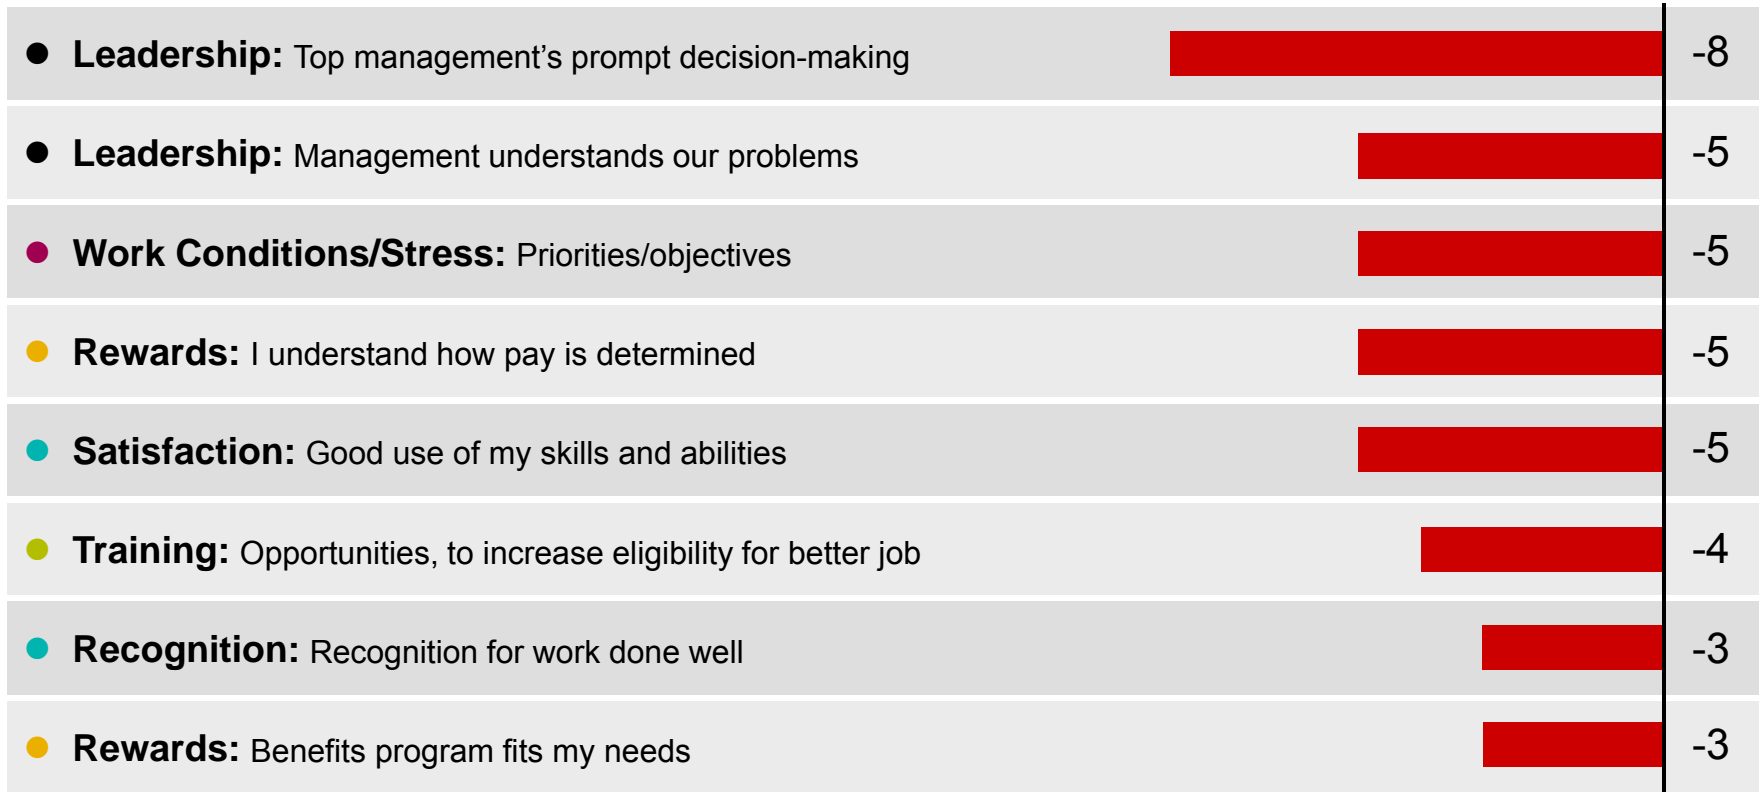 Leadership: Top management’s prompt decision-making -8
Leadership: Management understands our problems -5
Work Conditions/Stress: Priorities/objectives -5
Rewards: I understand how pay is determined -5
Satisfaction: Good use of my skills and abilities -5
Training: Opportunities, to increase eligibility for better job -4
Recognition: Recognition for work done well -3
Rewards: Benefits program fits my needs -3